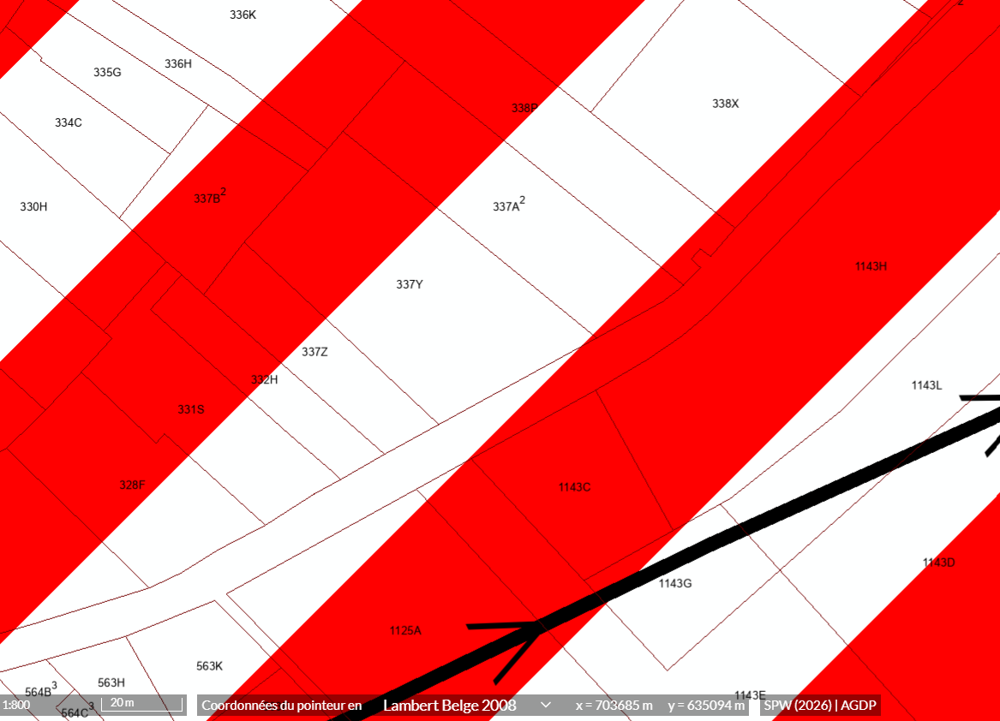 2
336K
336H
335G
334C
338P
338X
330H
337B2
337A2
1143H
337Y
337Z
332H
331S
1143L
328F
1143C
1143D
1143G
1125A
563K
563H
564B3
564C3
1143E
1:800
20 m
Coordonnées du pointeur en Lambert Belge 2008 x = 703685 m y = 635094 m SPW (2026) | AGDP